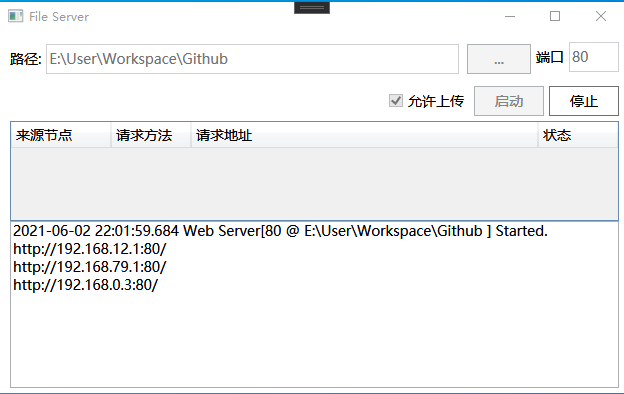 File Server
路径: E:\User\Workspace\Github ... 端口 80
允许上传 启动 停止
来源节点 请求方法 请求地址 状态
2021-06-02 22:01:59.684 Web Server[80 @ E:\User\Workspace\Github ] Started.
http://192.168.12.1:80/
http://192.168.79.1:80/
http://192.168.0.3:80/